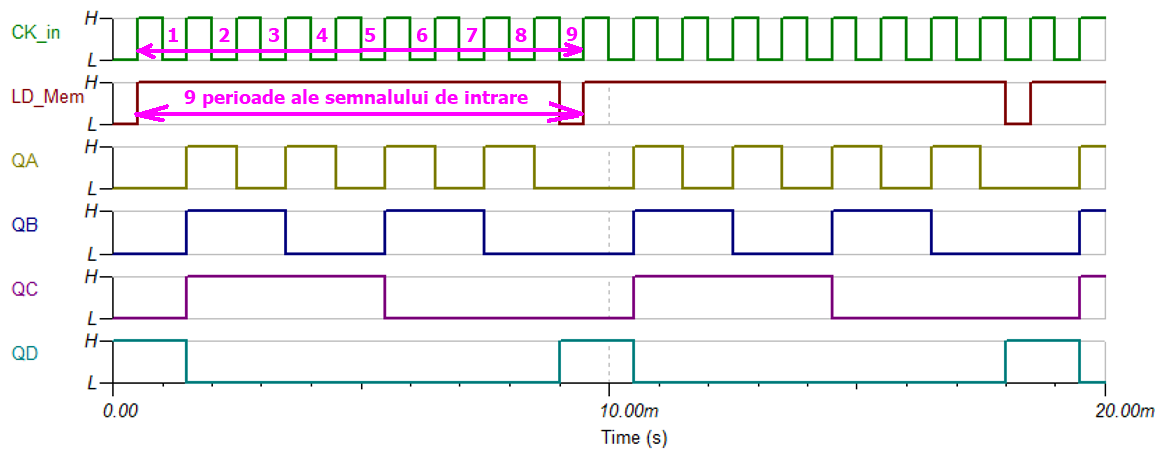 CK_in
H
L
1 2 3 4 5 6 7 8 9
LD_Mem
H
L
9 perioade ale semnalului de intrare
QA
H
L
QB
H
L
QC
H
L
QD
H
L
0.00 10.00m 20.00m
Time (s)